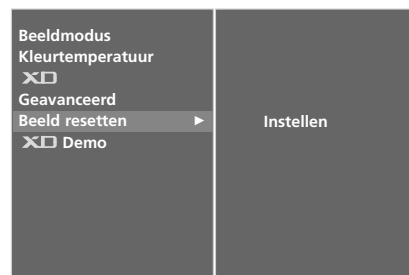 Beeldmodus
Kleurtemperatuur
XD
Geavanceerd
Beeld resetten ►
Instellen
XD Demo